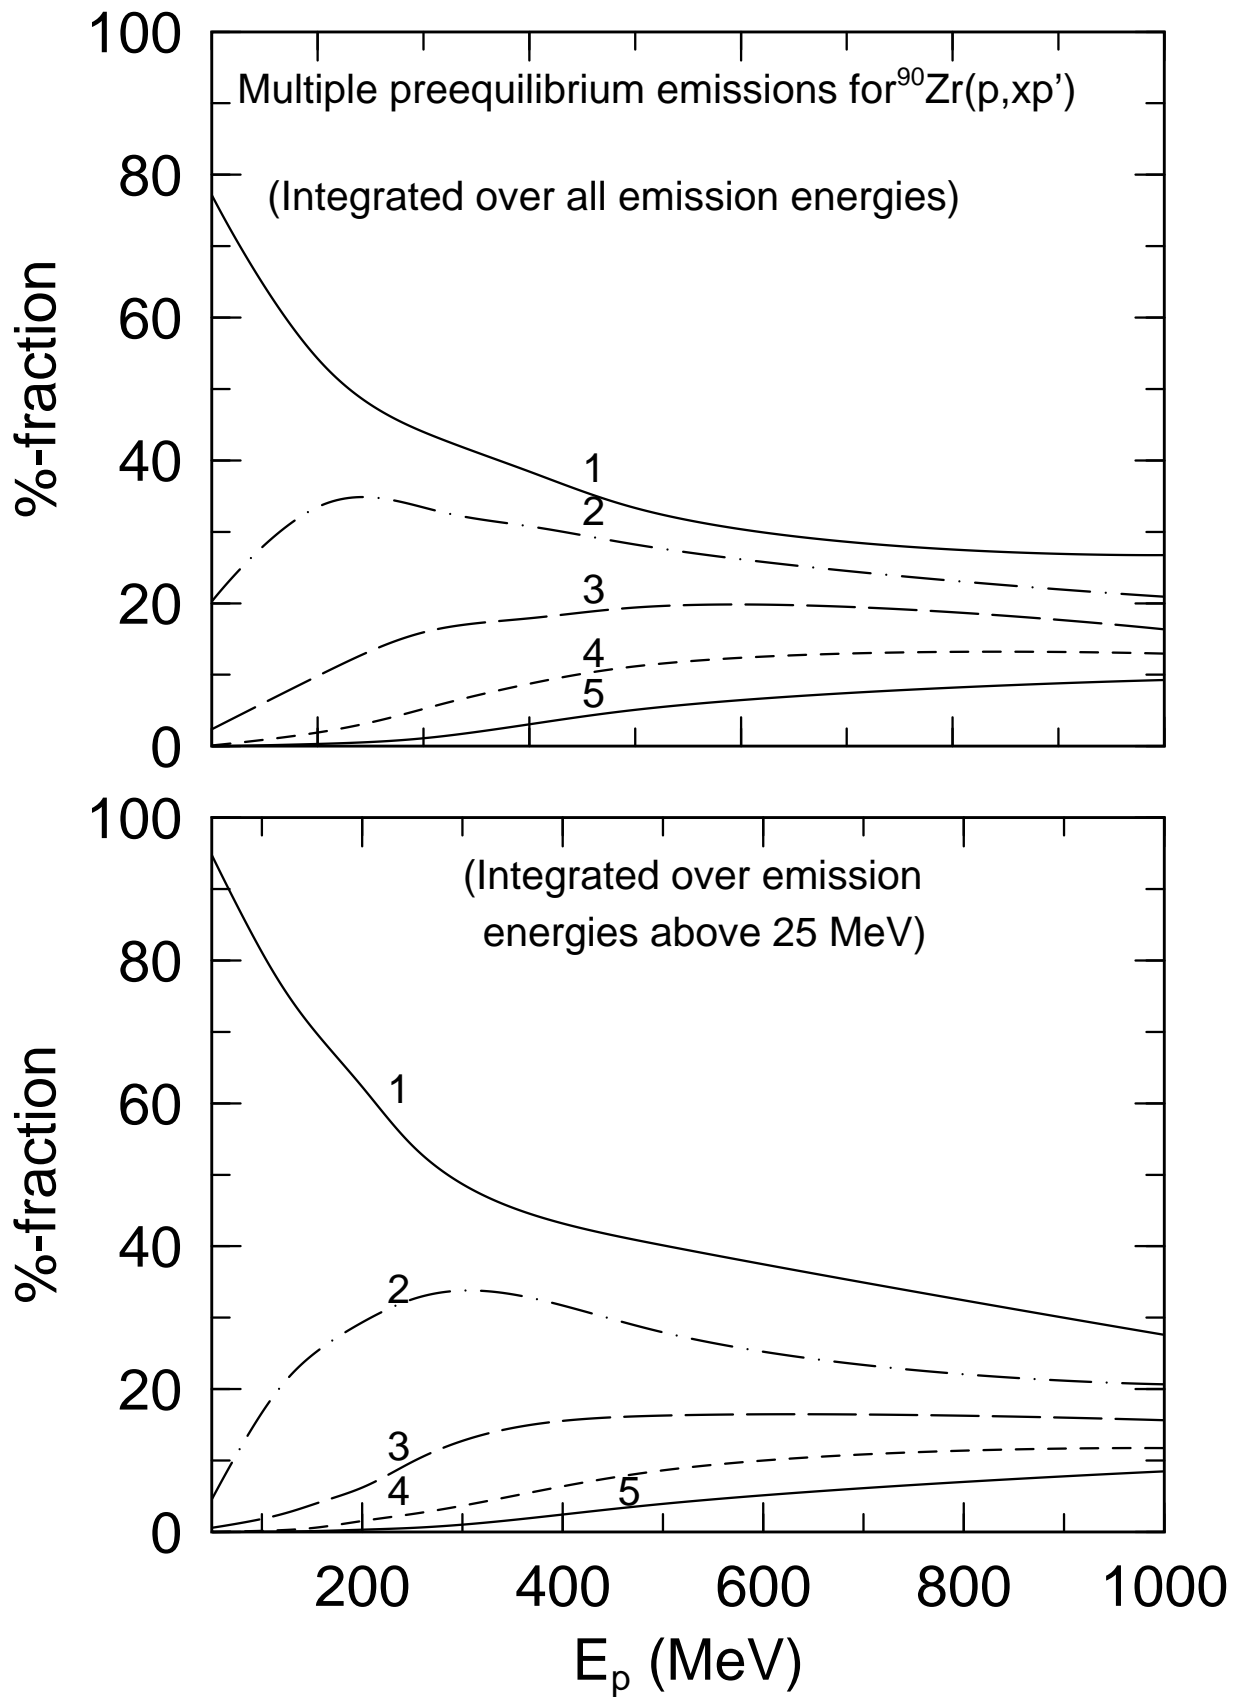 100
Multiple preequilibrium emissions for⁹⁰Zr(p,xp')
80
(Integrated over all emission energies)
60
%-fraction
40
1
2
20
3
4
5
0
100
(Integrated over emission
energies above 25 MeV)
80
60
1
%-fraction
40
2
20
3
4
5
0
200 400 600 800 1000
Eₚ (MeV)